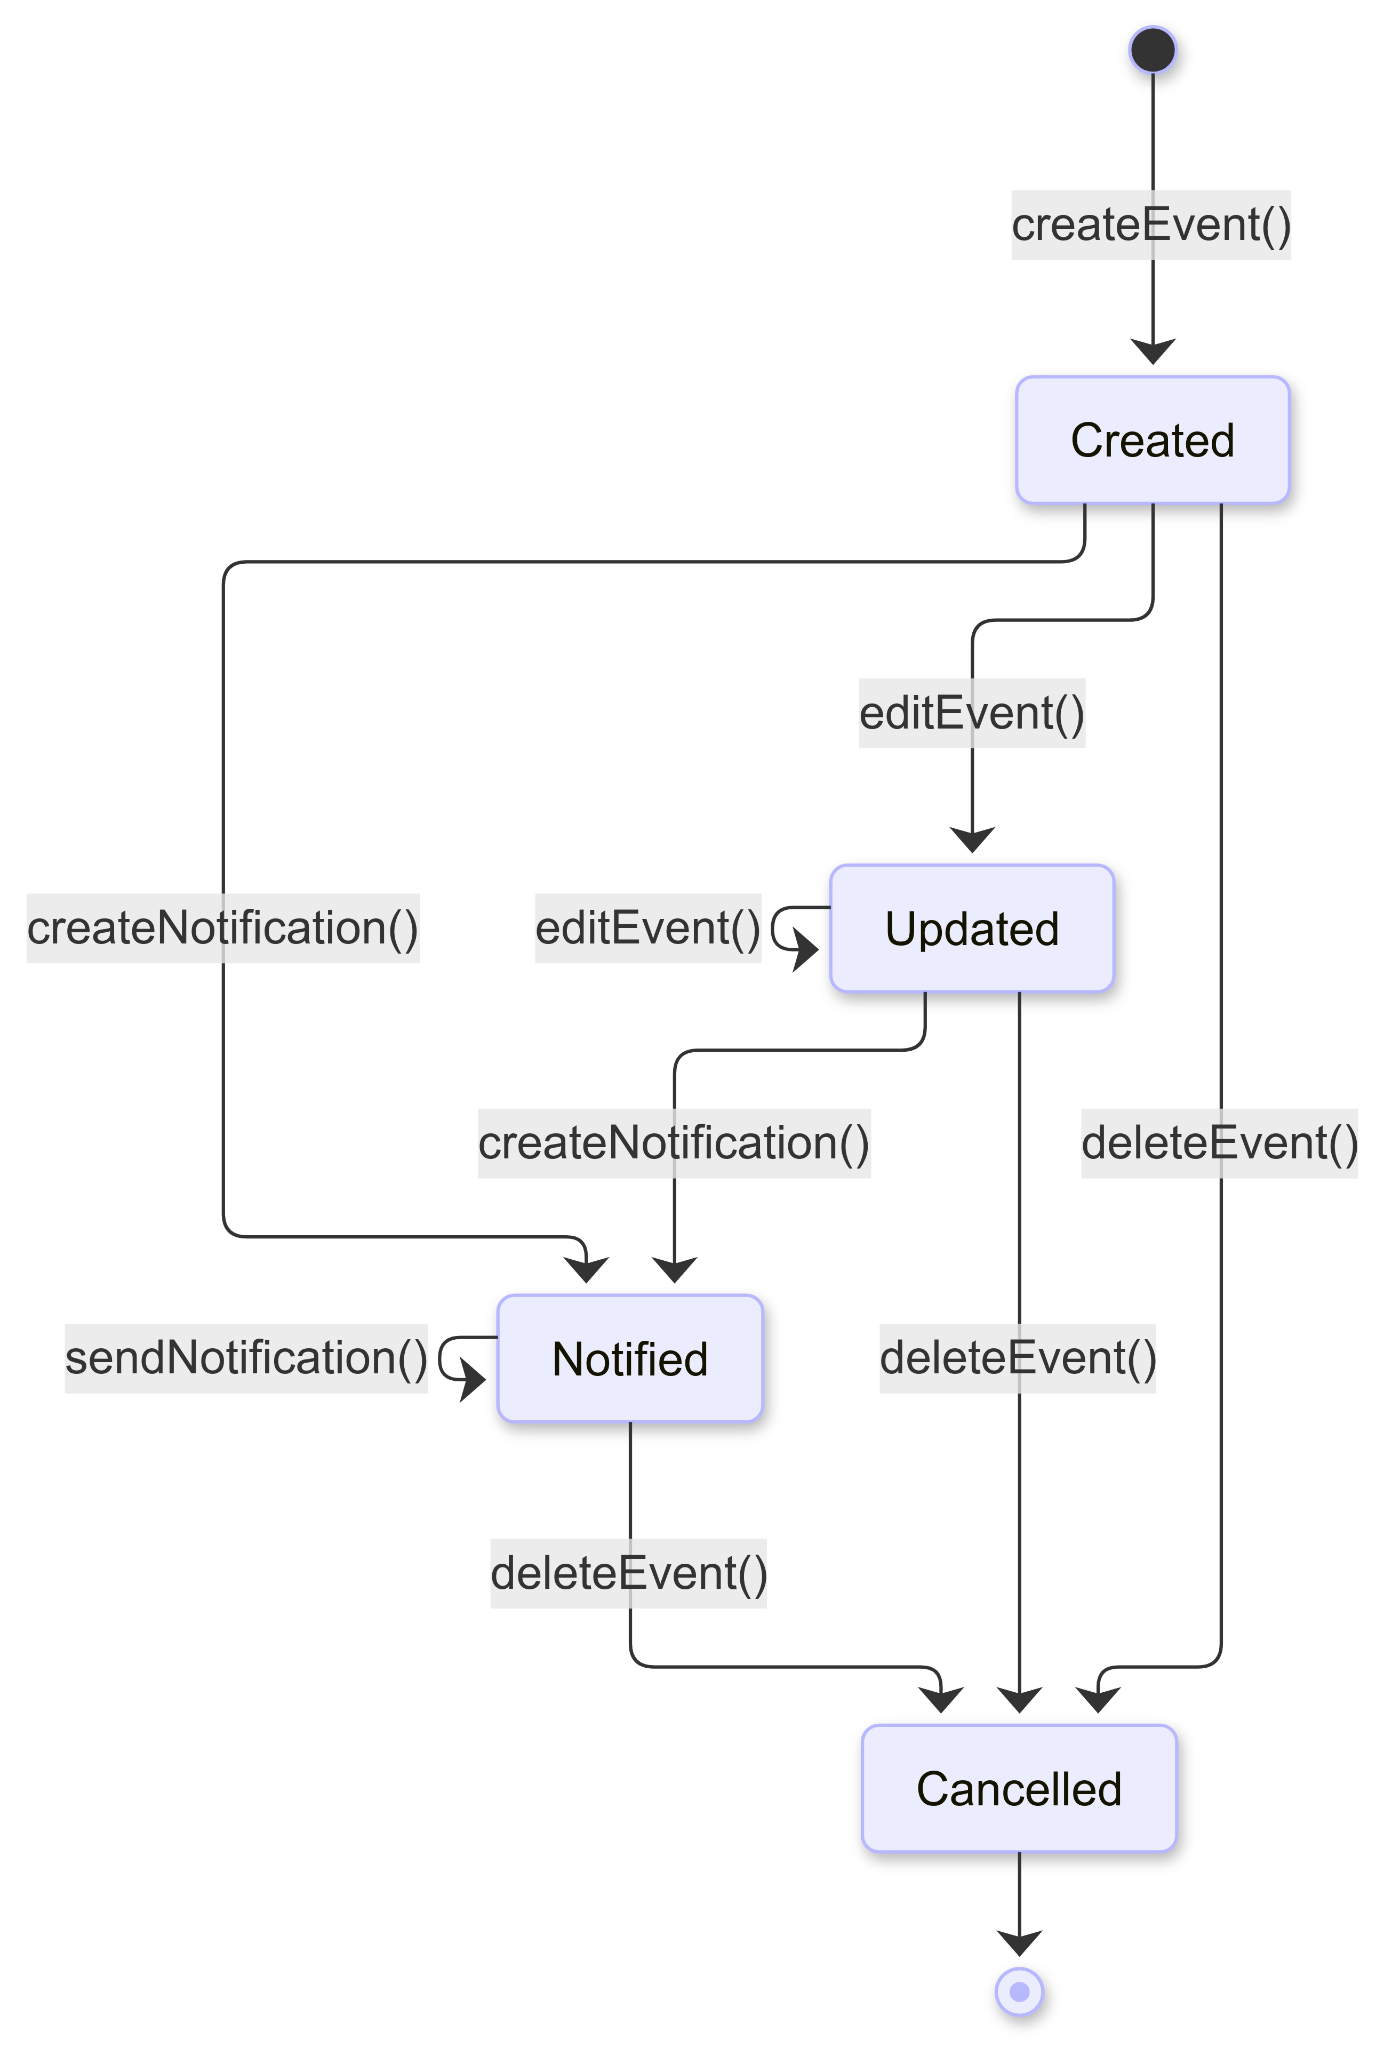 createEvent()
Created
editEvent()
createNotification()
editEvent()
Updated
createNotification()
deleteEvent()
sendNotification()
Notified
deleteEvent()
deleteEvent()
Cancelled